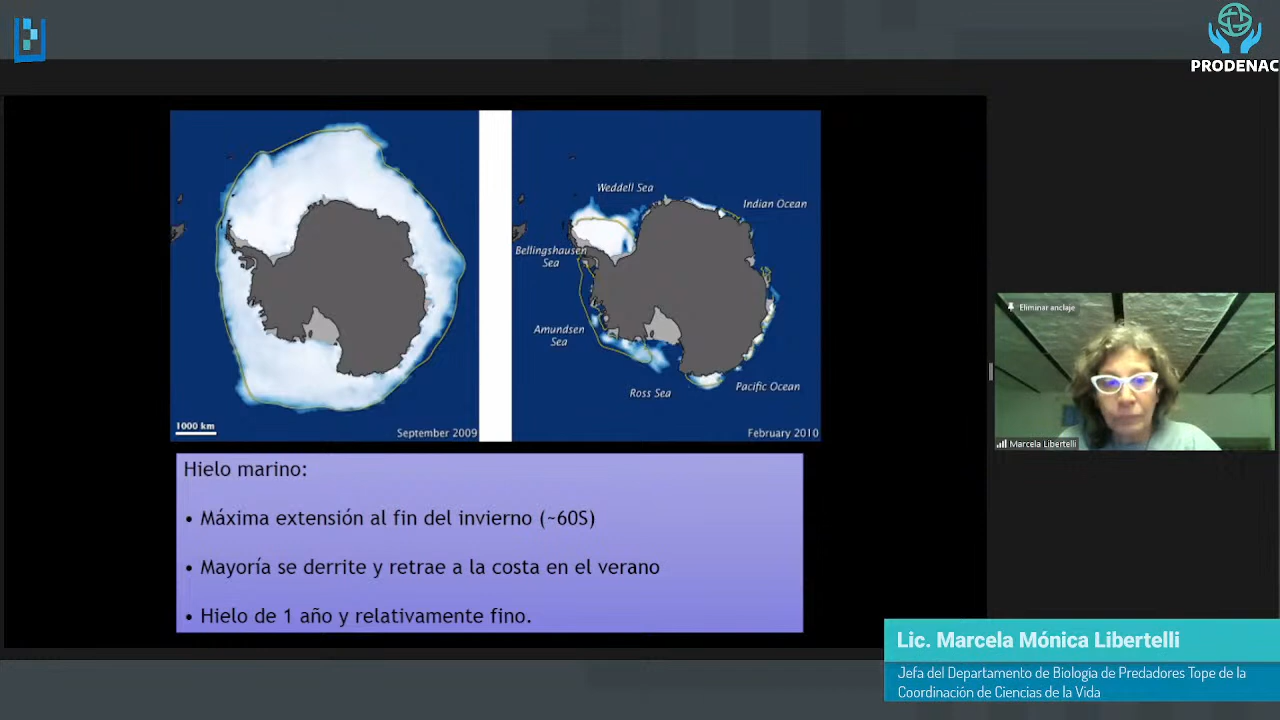 PRODENAC
Weddell Sea
Indian Ocean
Bellingshausen
Sea
Amundsen
Sea
Ross Sea
Pacific Ocean
1000 km
September 2009
February 2010
Hielo marino:
• Máxima extensión al fin del invierno (~60S)
• Mayoría se derrite y retrae a la costa en el verano
• Hielo de 1 año y relativamente fino.
Eliminar anclaje
Marcela Libertelli
Lic. Marcela Mónica Libertelli
Jefa del Departamento de Biología de Predadores Tope de la
Coordinación de Ciencias de la Vida